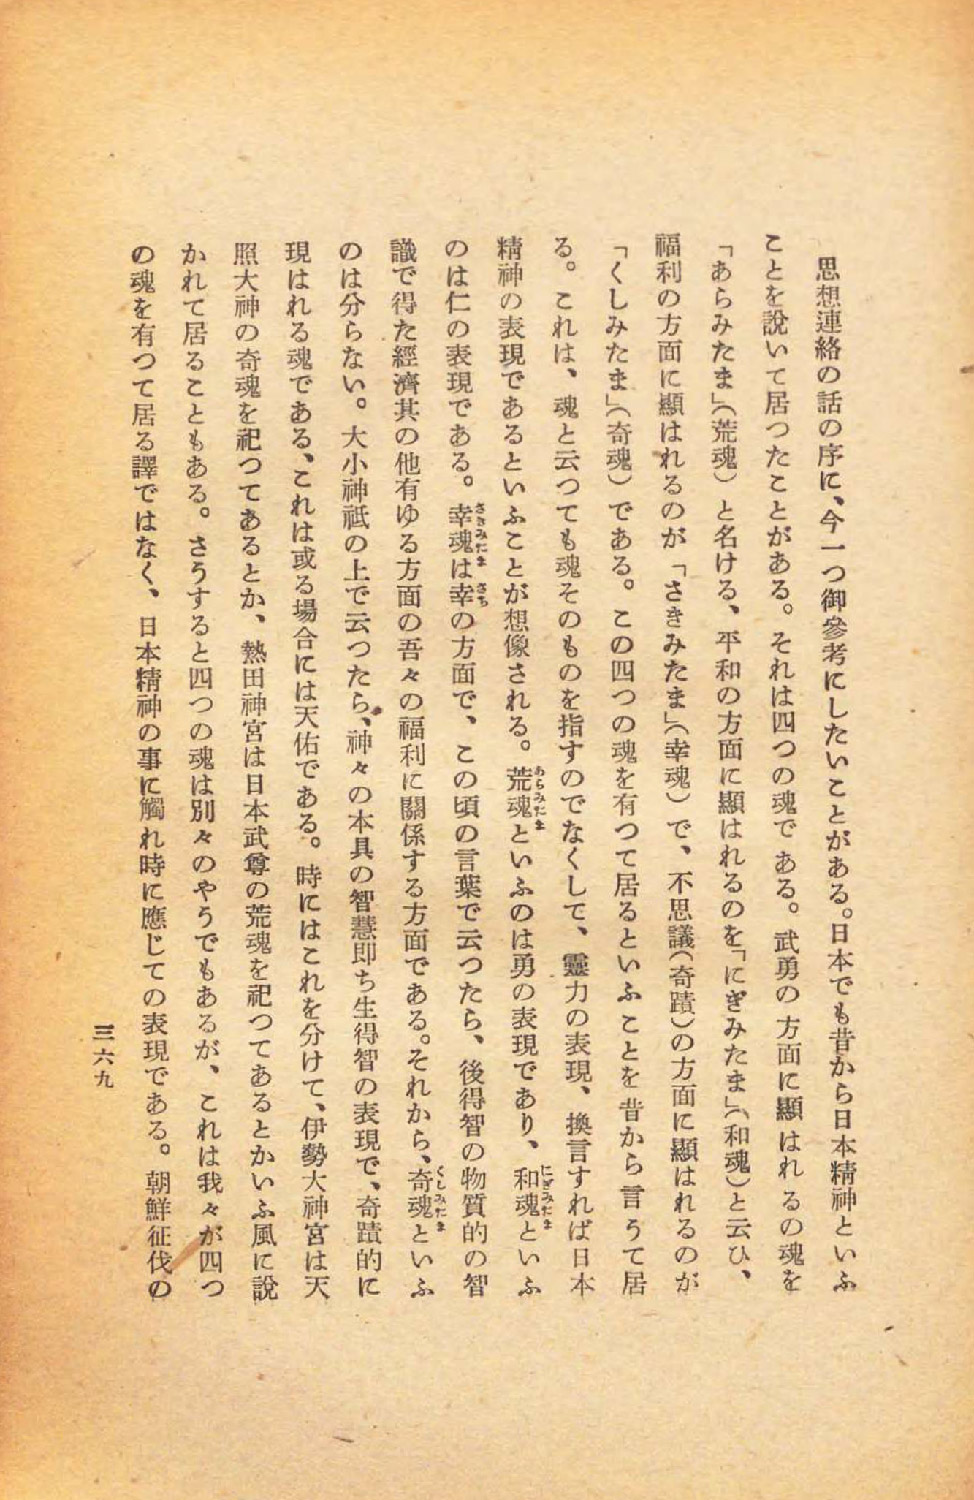 思想連絡の話の序に、今一つ御參考にしたいことがある。日本でも昔から日本精神といふ
ことを說いて居つたことがある。それは四つの魂である。武勇の方面に顯はれるの魂を
「あらみたま」（荒魂）と名ける、平和の方面に顯はれるのを「にぎみたま」（和魂）と云ひ、
福利の方面に顯はれるのが「さきみたま」（幸魂）で、不思議（奇蹟）の方面に顯はれるのが
「くしみたま」（奇魂）である。この四つの魂を有つて居るといふことを昔から言うて居
る。これは、魂と云つても魂そのものを指すのでなくして、靈力の表現、換言すれば日本
精神の表現であるといふことが想像される。荒魂といふのは勇の表現であり、和魂といふ
のは仁の表現である。幸魂は幸の方面で、この頃の言葉で云つたら、後得智の物質的の智
識で得た經濟其の他有ゆる方面の吾々の福利に關係する方面である。それから、奇魂といふ
のは分らない。大小神祇の上で云つたら、神々の本具の智慧即ち生得智の表現で、奇蹟的に
現はれる魂である、これは或る場合には天佑である。時にはこれを分けて、伊勢大神宮は天
照大神の奇魂を祀つてあるとか、熱田神宮は日本武尊の荒魂を祀つてあるとかいふ風に說
かれて居ることもある。さうすると四つの魂は別々のやうでもあるが、これは我々が四つ
の魂を有つて居る譯ではなく、日本精神の事に觸れ時に應じての表現である。朝鮮征伐の
三六九